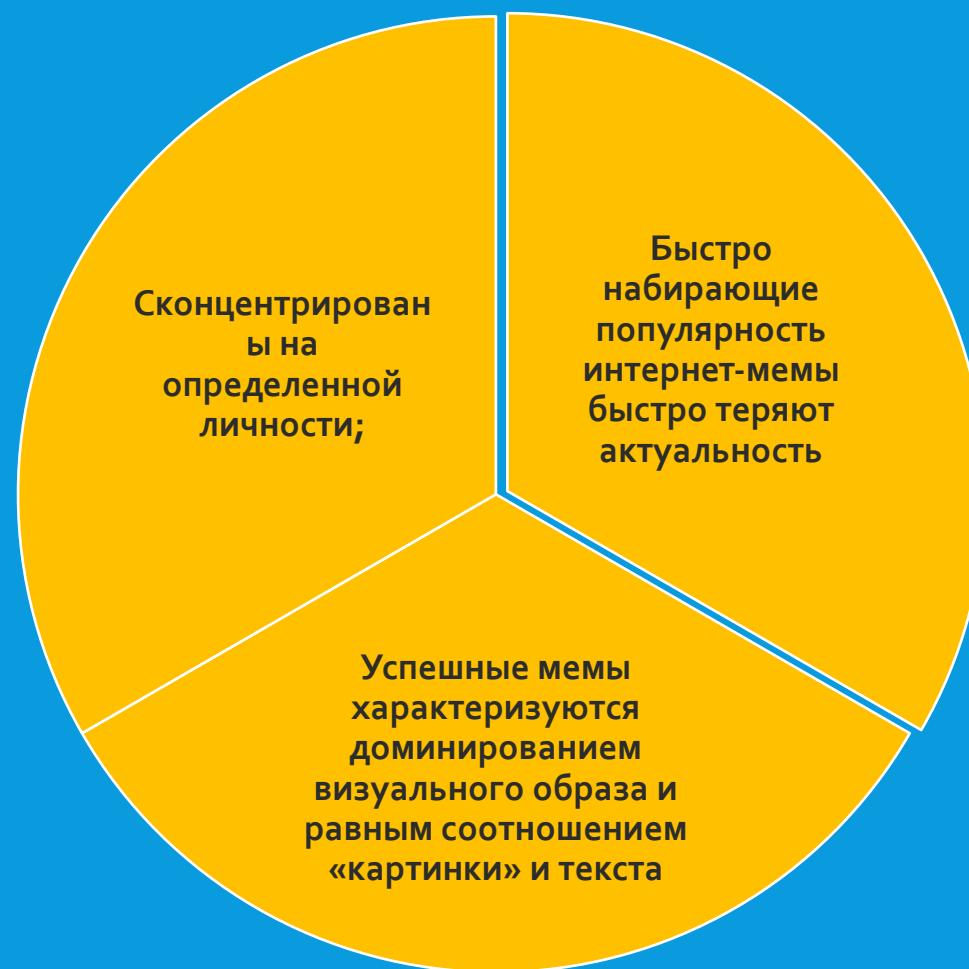 Сконцентрирован
ы на
определенной
личности;
Быстро
набирающие
популярность
интернет-мемы
быстро теряют
актуальность
Успешные мемы
характеризуются
доминированием
визуального образа и
равным соотношением
«картинки» и текста